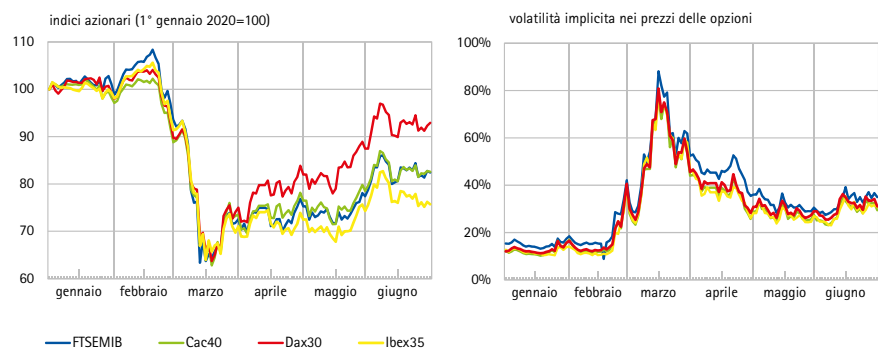 indici azionari (1° gennaio 2020=100)
120
110
100
90
80
70
60
gennaio febbraio marzo aprile maggio giugno
volatilità implicita nei prezzi delle opzioni
100%
80%
60%
40%
20%
0%
gennaio febbraio marzo aprile maggio giugno
FTSEMIB Cac40 Dax30 Ibex35